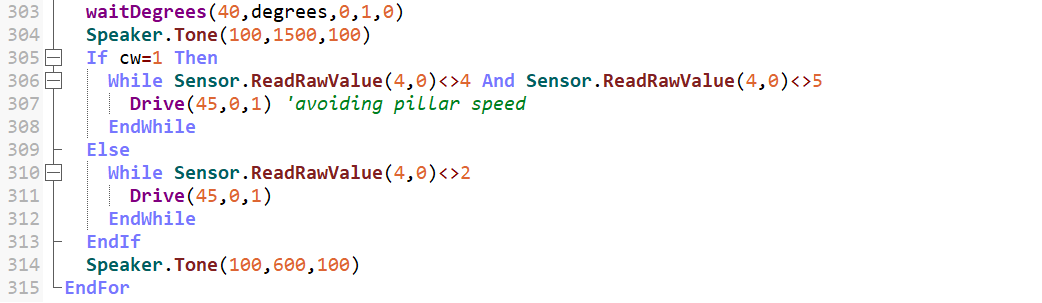 303 waitDegrees(40,degrees,0,1,0)
304 Speaker.Tone(100,1500,100)
305 If cw=1 Then
306 While Sensor.ReadRawValue(4,0)<>4 And Sensor.ReadRawValue(4,0)<>5
307 Drive(45,0,1) 'avoiding pillar speed
308 EndWhile
309 Else
310 While Sensor.ReadRawValue(4,0)<>2
311 Drive(45,0,1)
312 EndWhile
313 EndIf
314 Speaker.Tone(100,600,100)
315 EndFor